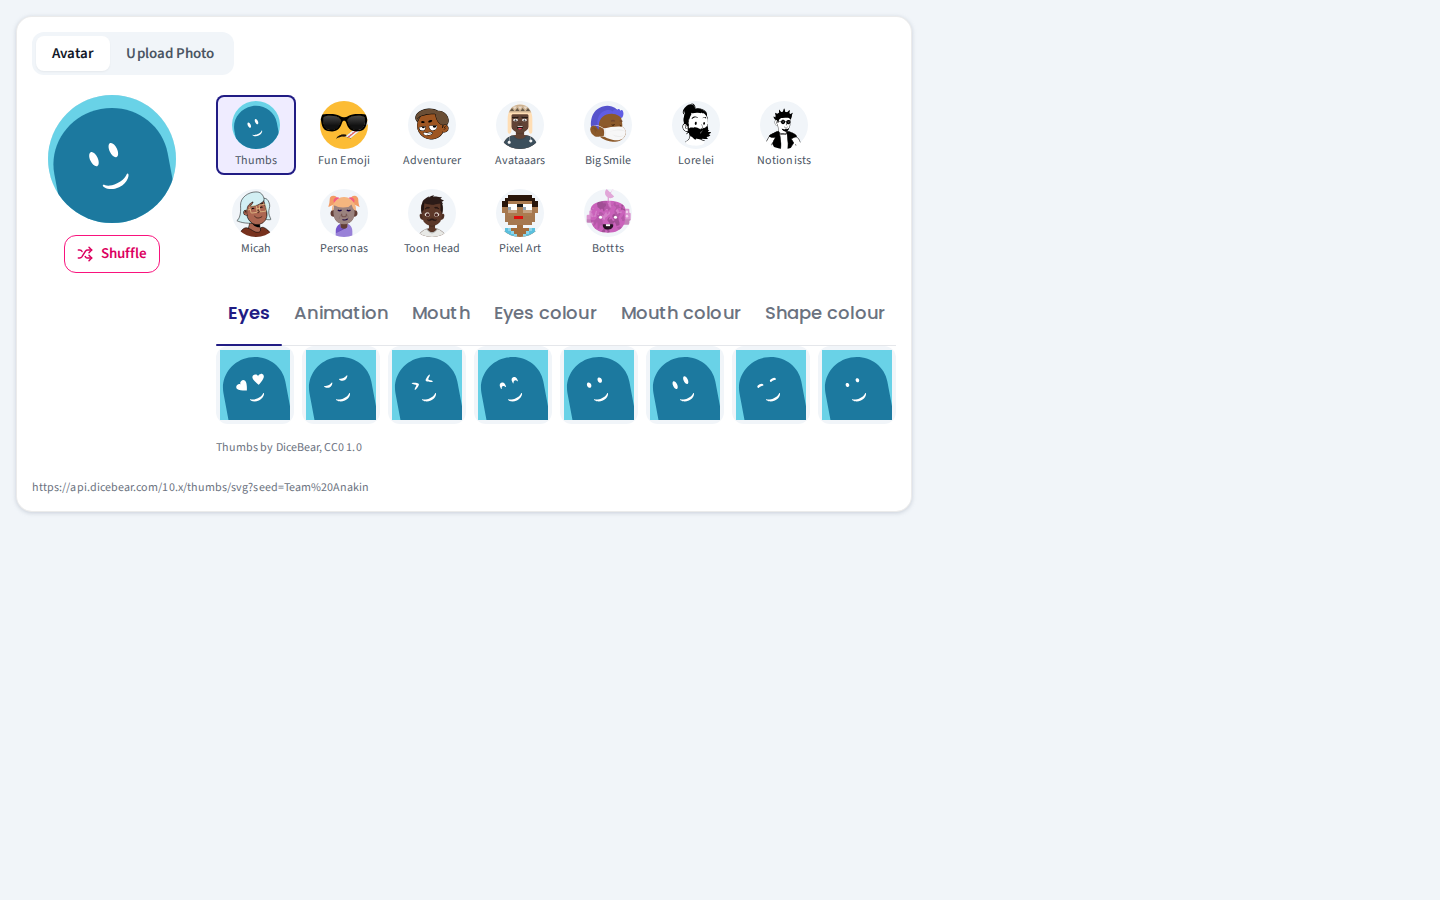 Avatar Upload Photo
Thumbs Fun Emoji Adventurer Avataaars Big Smile Lorelei Notionists
Shuffle
Micah Personas Toon Head Pixel Art Bottts
Eyes Animation Mouth Eyes colour Mouth colour Shape colour
Thumbs by DiceBear, CC0 1.0
https://api.dicebear.com/10.x/thumbs/svg?seed=Team%20Anakin